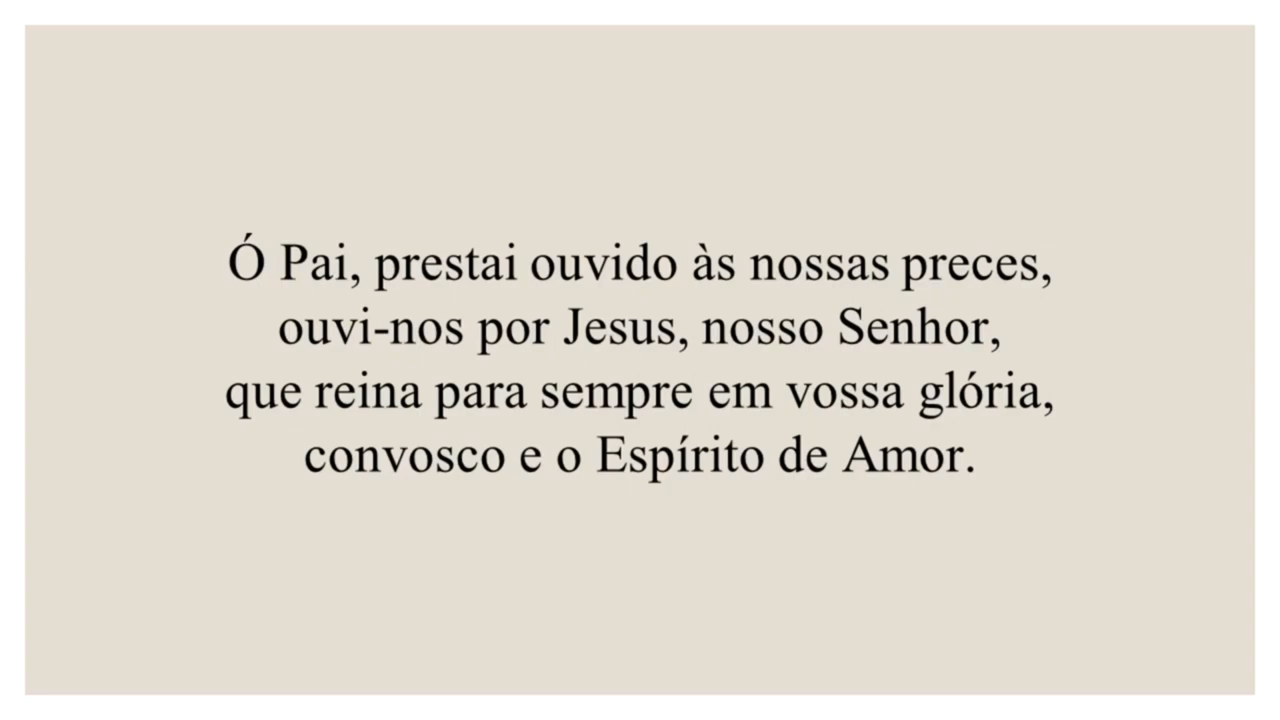 Ó Pai, prestai ouvido às nossas preces,
ouvi-nos por Jesus, nosso Senhor,
que reina para sempre em vossa glória,
convosco e o Espírito de Amor.